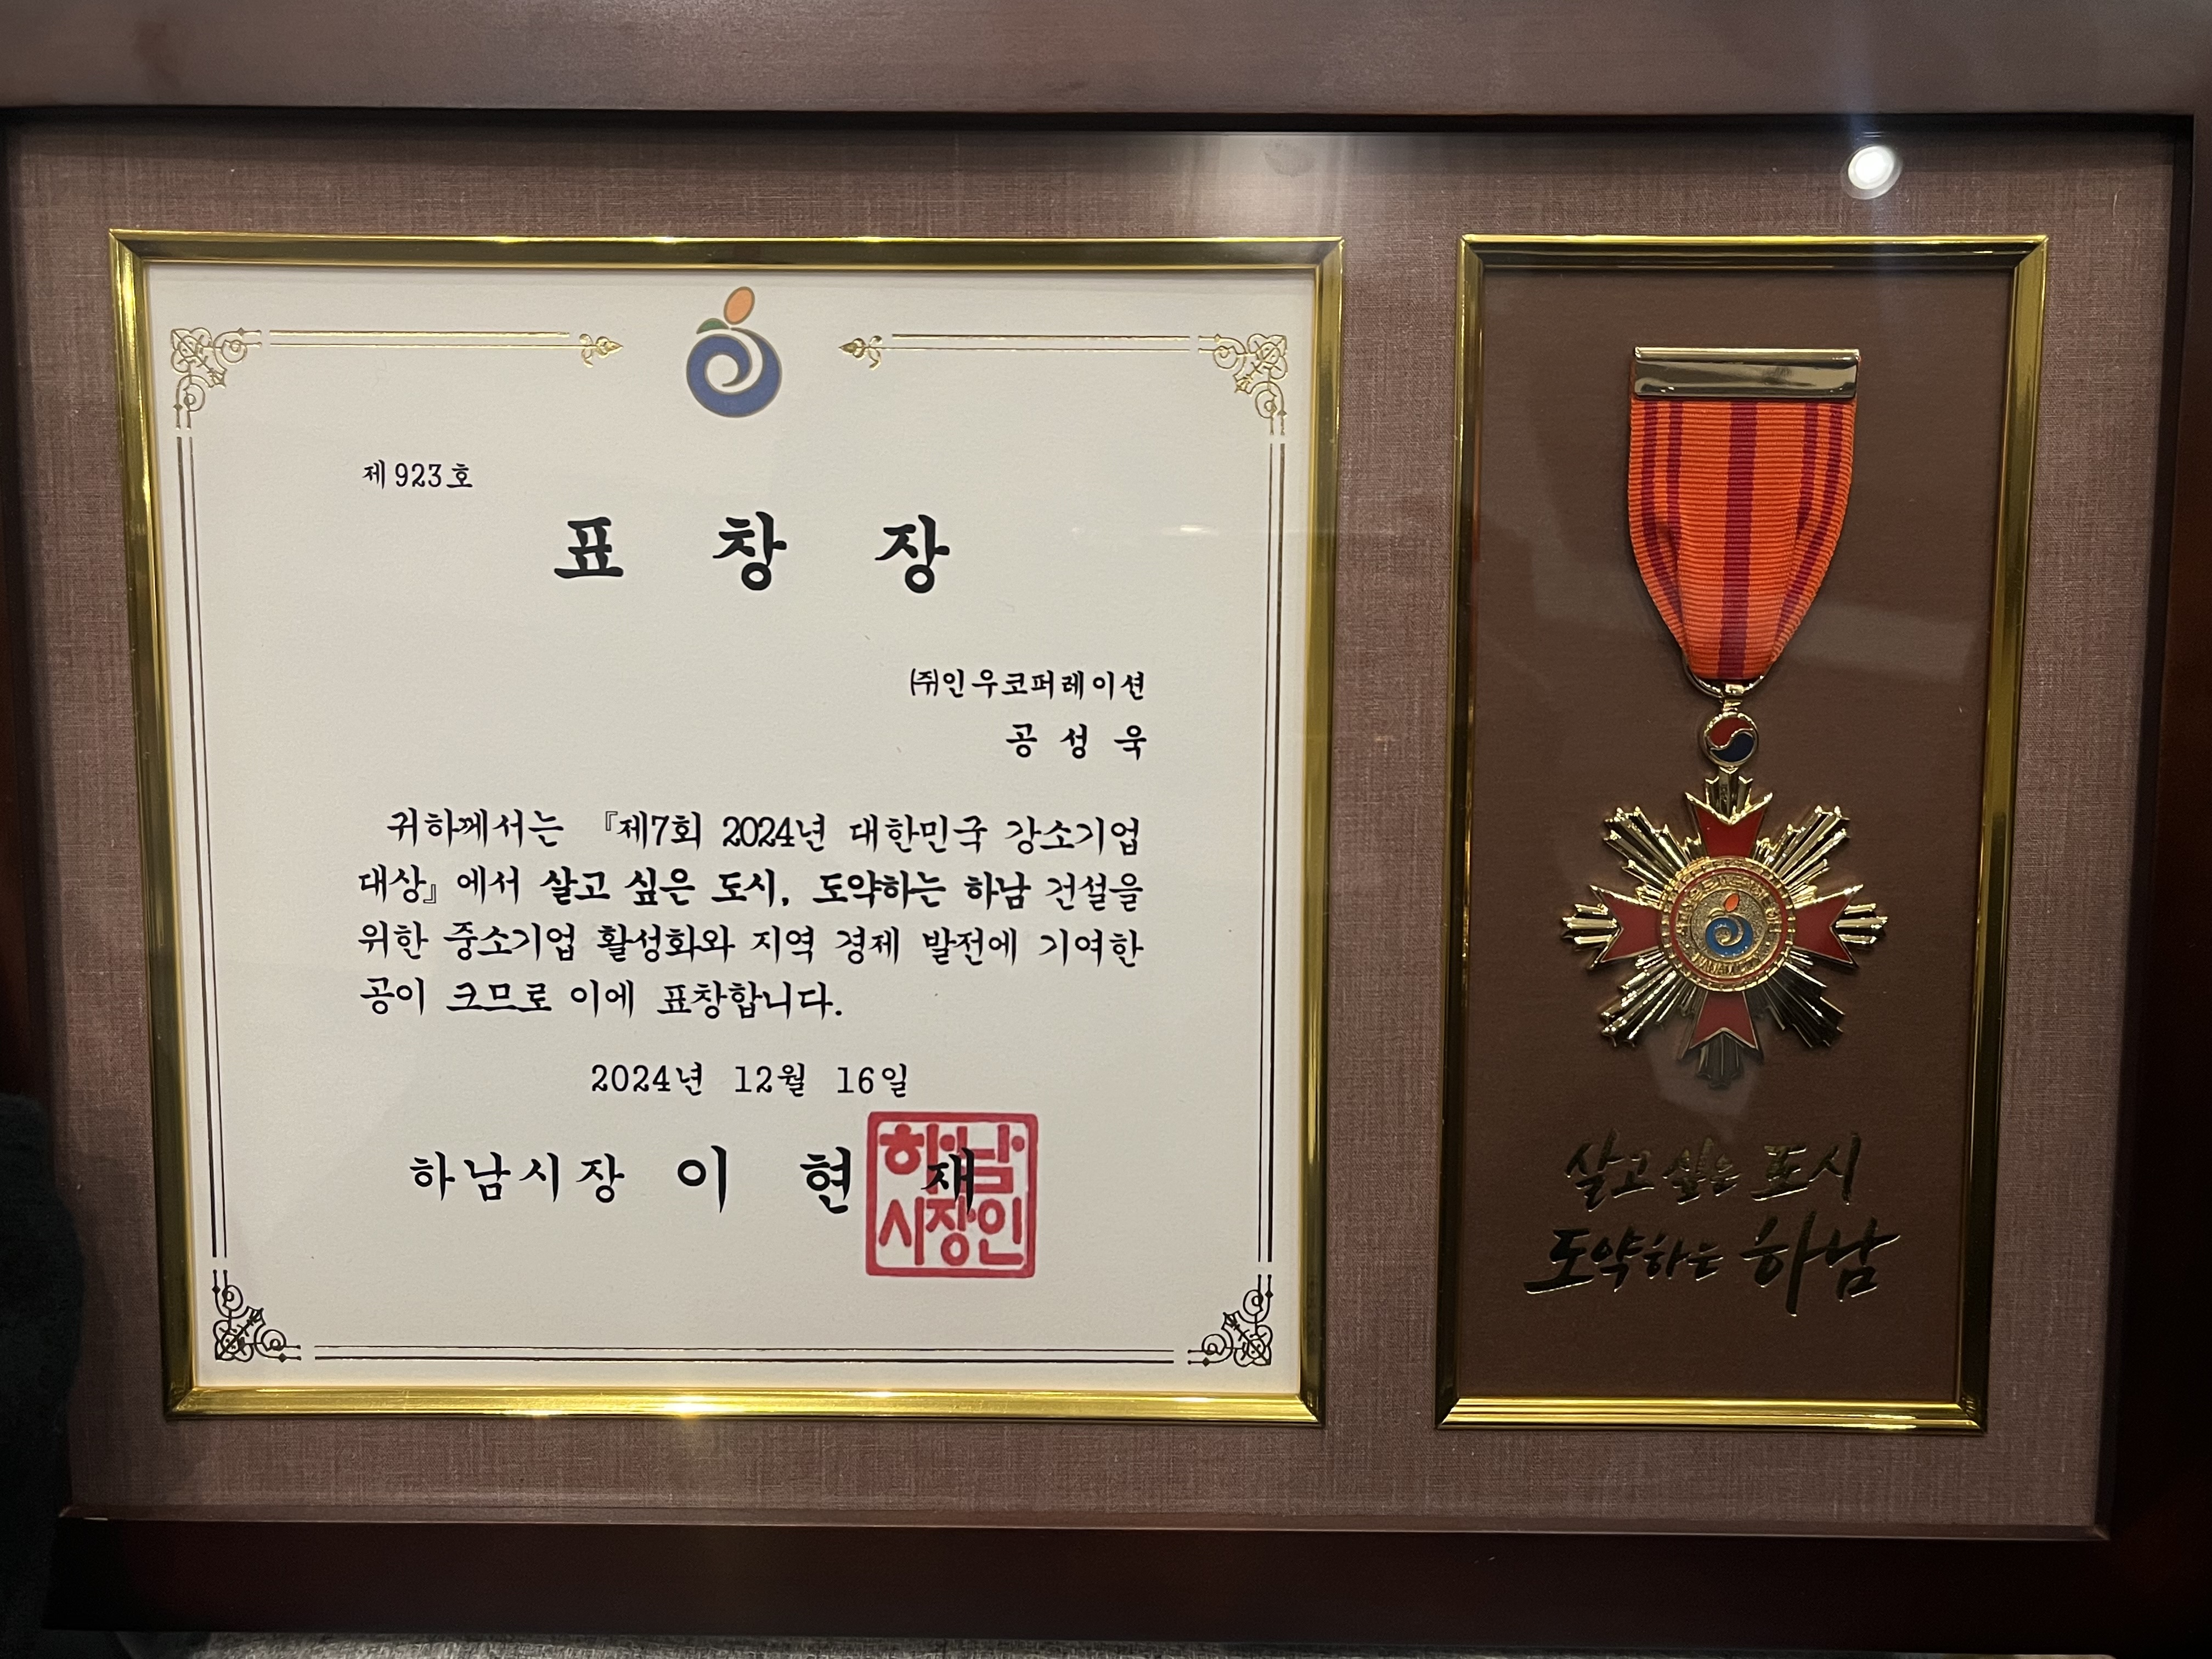 제923호
표 창 장
㈜인우코퍼레이션
공 성 욱
귀하께서는 『제7회 2024년 대한민국 강소기업
대상』에서 살고 싶은 도시, 도약하는 하남 건설을
위한 중소기업 활성화와 지역 경제 발전에 기여한
공이 크므로 이에 표창합니다.
2024년 12월 16일
하남시장 이 현 재
하남
시장인
살고 싶은 도시
도약하는 하남